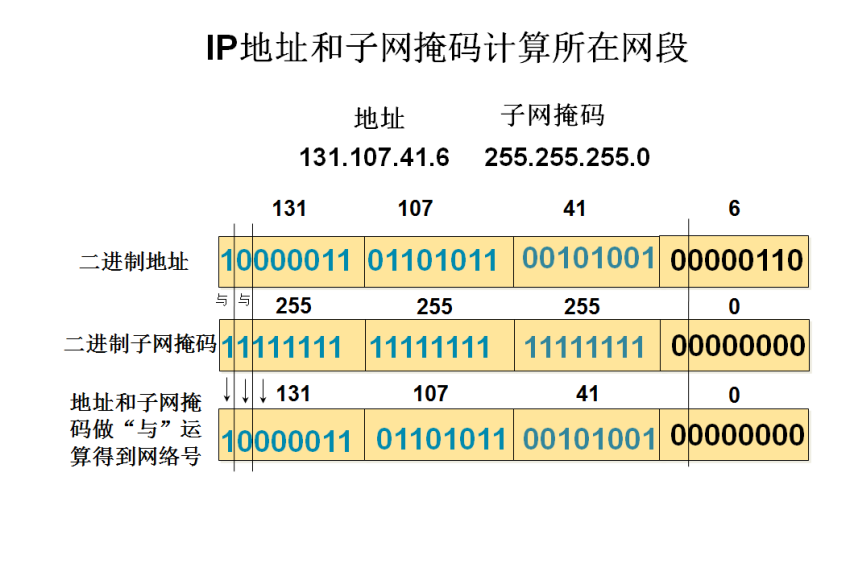 IP地址和子网掩码计算所在网段
地址 子网掩码
131.107.41.6 255.255.255.0
131 107 41 6
二进制地址 10000011 01101011 00101001 00000110
与 与 255 255 255 0
二进制子网掩码 11111111 11111111 11111111 00000000
131 107 41 0
地址和子网掩
码做“与”运
算得到网络号
10000011 01101011 00101001 00000000